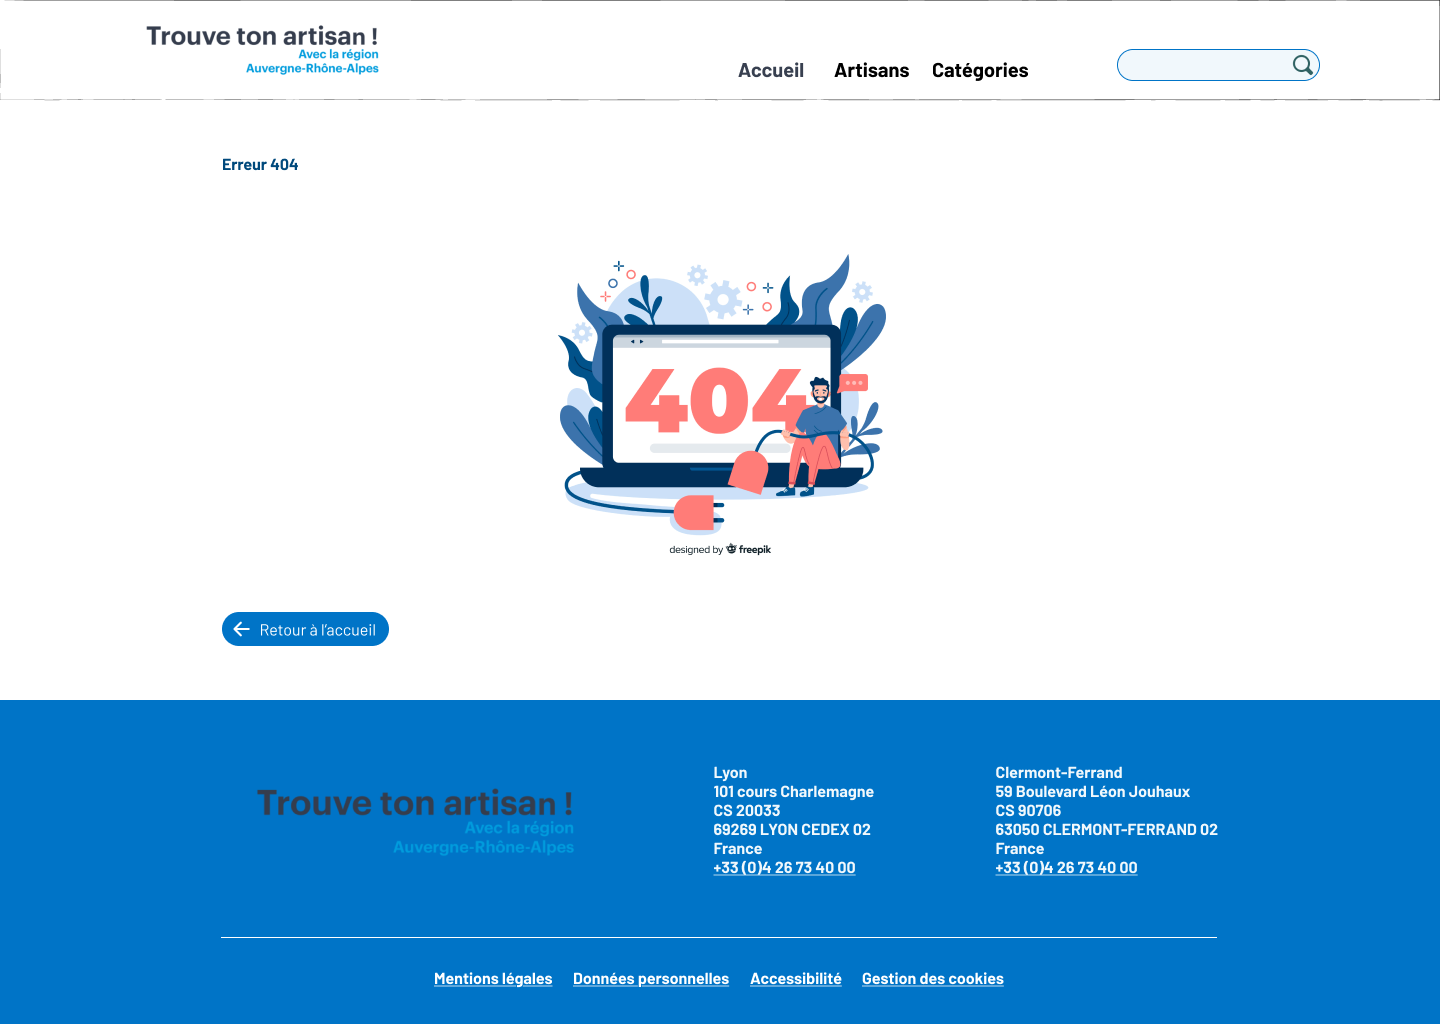 Trouve ton artisan !
Avec la région
Auvergne-Rhône-Alpes
Accueil Artisans Catégories
Erreur 404
404
designed by freepik
Retour à l'accueil
Trouve ton artisan !
Avec la région
Auvergne-Rhône-Alpes
Lyon
101 cours Charlemagne
CS 20033
69269 LYON CEDEX 02
France
+33 (0)4 26 73 40 00
Clermont-Ferrand
59 Boulevard Léon Jouhaux
CS 90706
63050 CLERMONT-FERRAND 02
France
+33 (0)4 26 73 40 00
Mentions légales Données personnelles Accessibilité Gestion des cookies